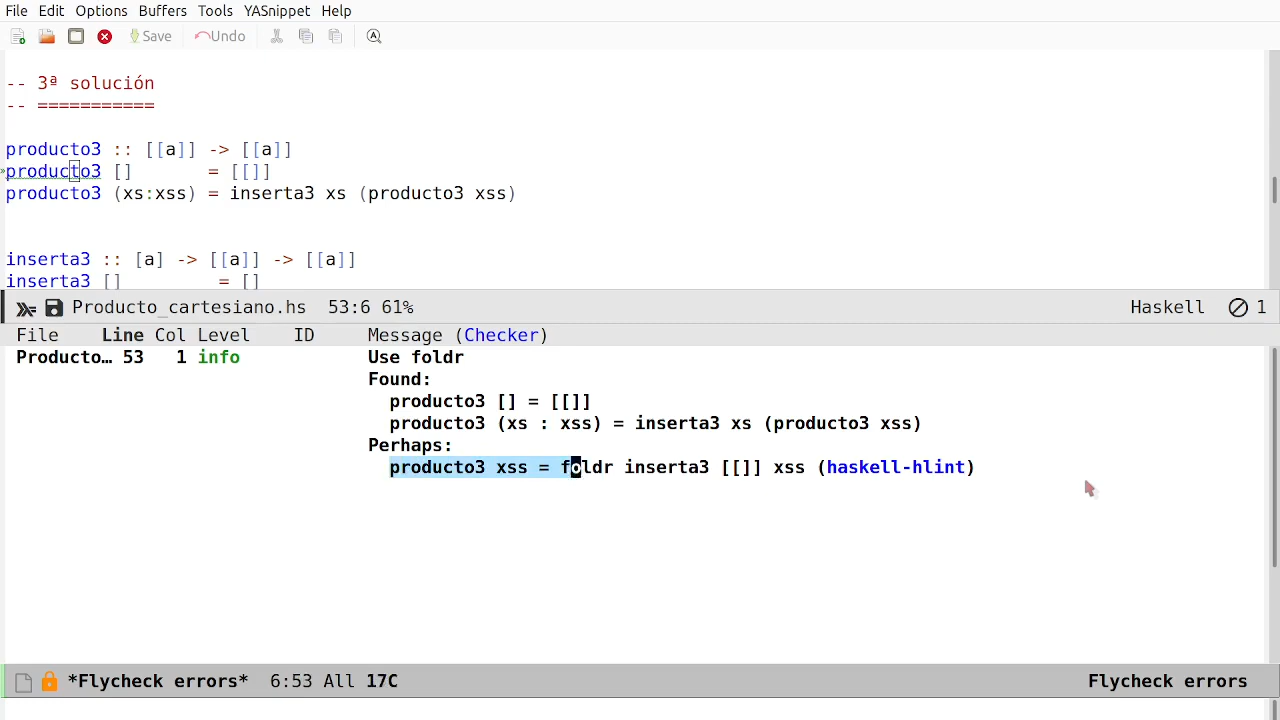 File Edit Options Buffers Tools YASnippet Help
Save Undo
-- 3ª solución
-- ===========
producto3 :: [[a]] -> [[a]]
producto3 []       = [[]]
producto3 (xs:xss) = inserta3 xs (producto3 xss)
inserta3 :: [a] -> [[a]] -> [[a]]
inserta3 []         = []
Producto_cartesiano.hs 53:6 61% Haskell 1
File Line Col Level ID Message (Checker)
Producto… 53 1 info Use foldr
Found:
producto3 [] = [[]]
producto3 (xs : xss) = inserta3 xs (producto3 xss)
Perhaps:
producto3 xss = foldr inserta3 [[]] xss (haskell-hlint)
*Flycheck errors* 6:53 All 17C Flycheck errors